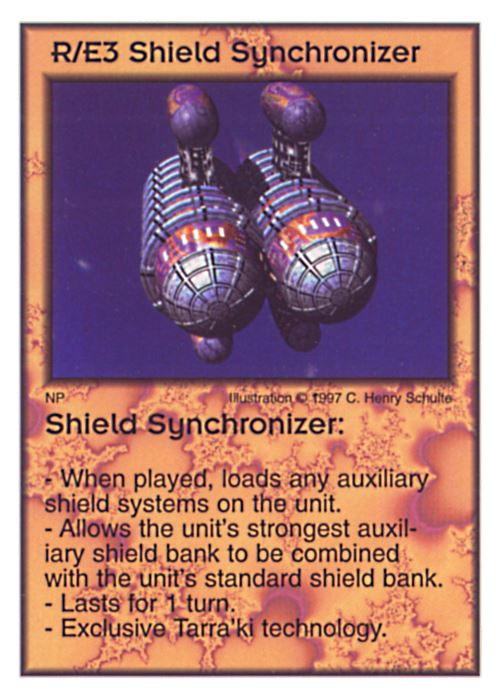 R/E3 Shield Synchronizer
NP Illustration © 1997 C. Henry Schulte
Shield Synchronizer:
- When played, loads any auxiliary
shield systems on the unit.
- Allows the unit's strongest auxil-
iary shield bank to be combined
with the unit's standard shield bank.
- Lasts for 1 turn.
- Exclusive Tarra'ki technology.